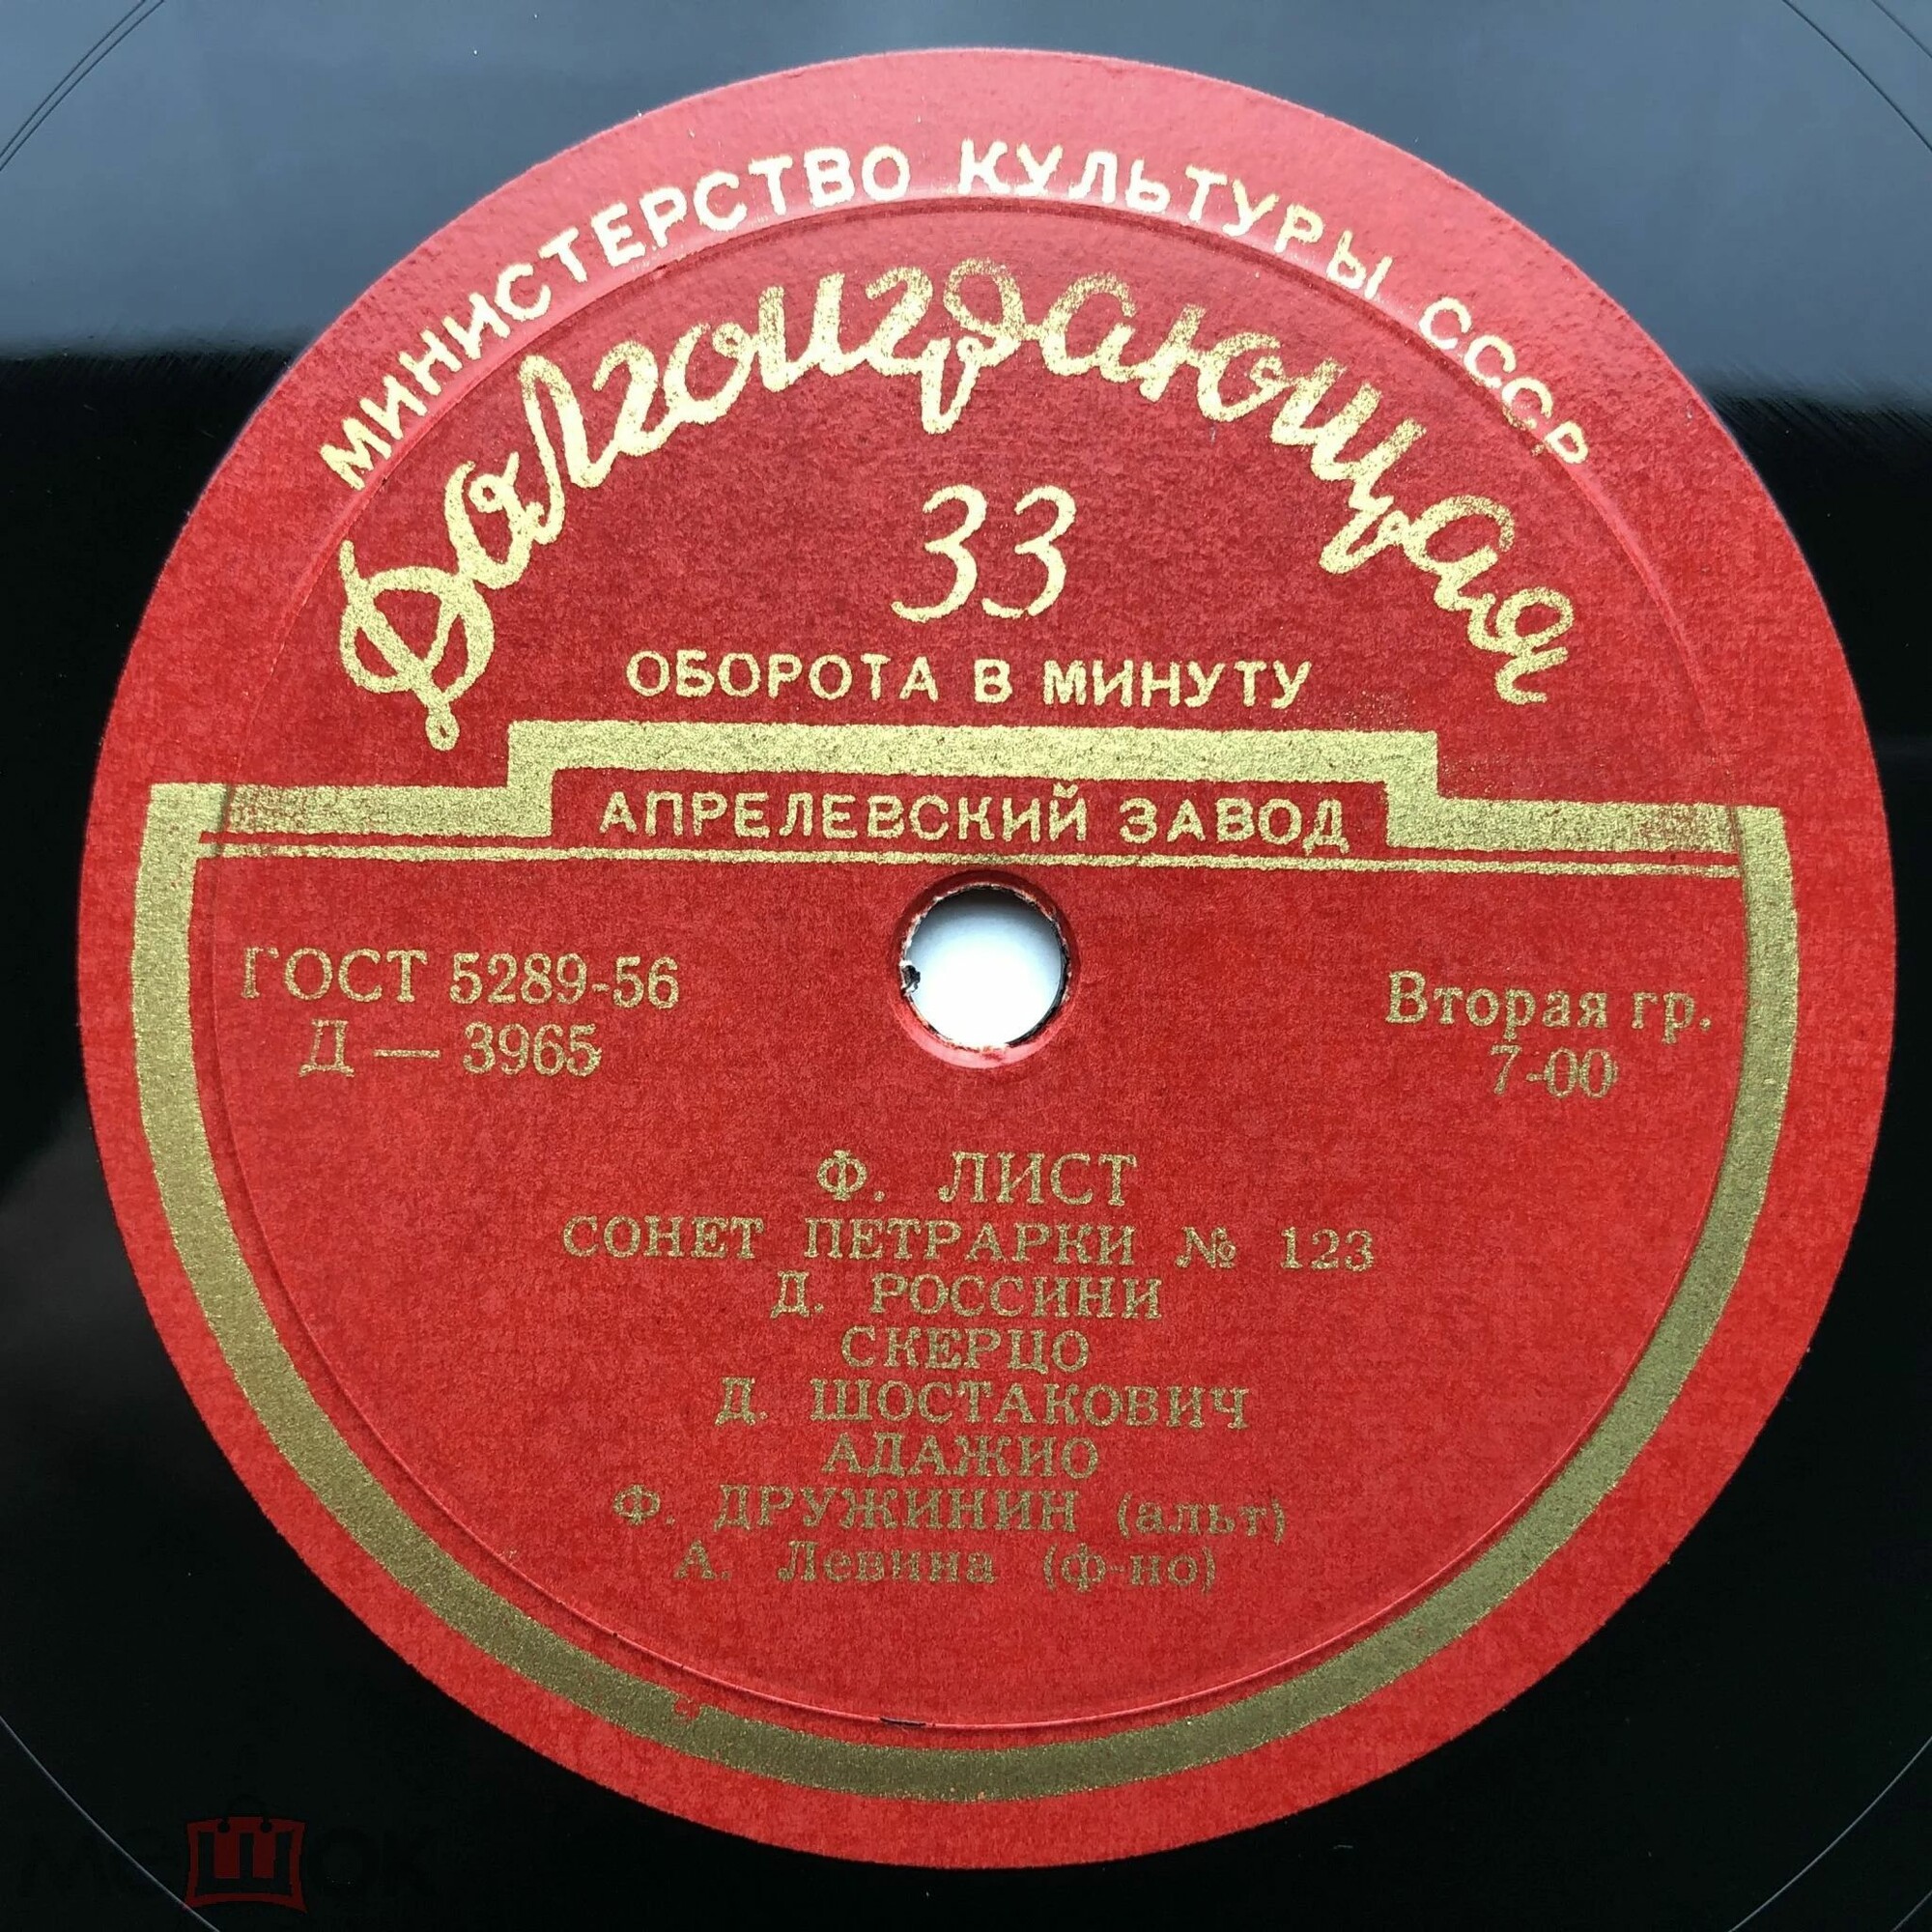 МИНИСТЕРСТВО КУЛЬТУРЫ СССР
Долгоиграющая
33
ОБОРОТА В МИНУТУ
АПРЕЛЕВСКИЙ ЗАВОД
ГОСТ 5289-56
Д — 3965
Вторая гр.
7-00
Ф. ЛИСТ
СОНЕТ ПЕТРАРКИ № 123
Д. РОССИНИ
СКЕРЦО
Д. ШОСТАКОВИЧ
АДАЖИО
Ф. ДРУЖИНИН (альт)
А. Левина (ф-но)
мешок